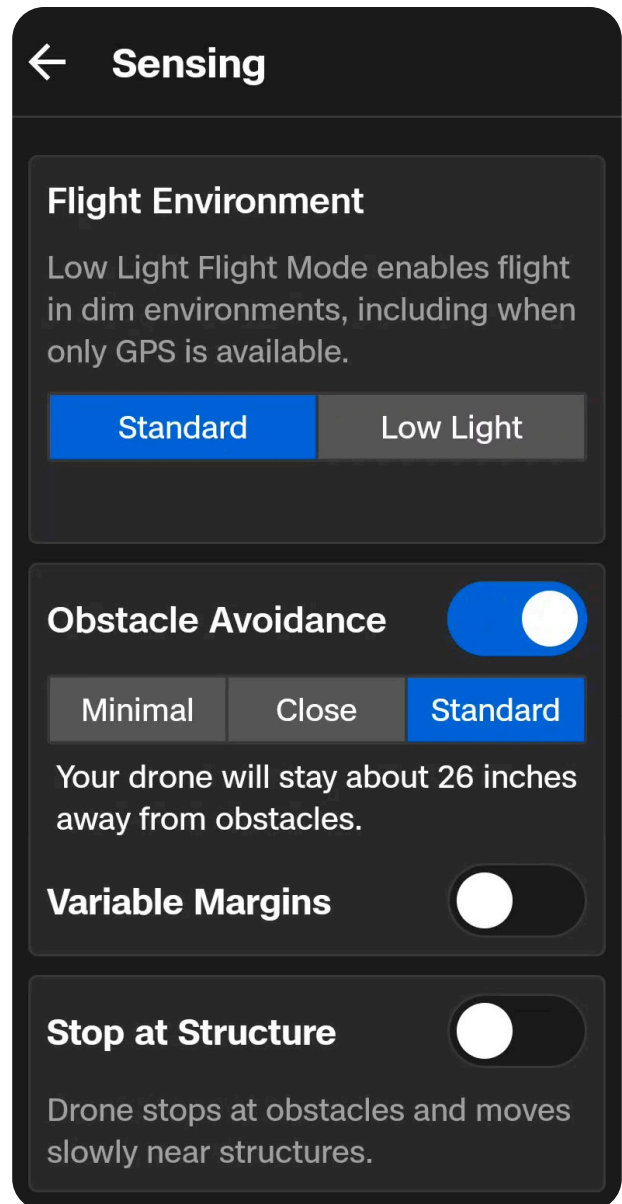 Sensing
Flight Environment
Low Light Flight Mode enables flight
in dim environments, including when
only GPS is available.
Standard
Low Light
Obstacle Avoidance
Minimal
Close
Standard
Your drone will stay about 26 inches
away from obstacles.
Variable Margins
Stop at Structure
Drone stops at obstacles and moves
slowly near structures.